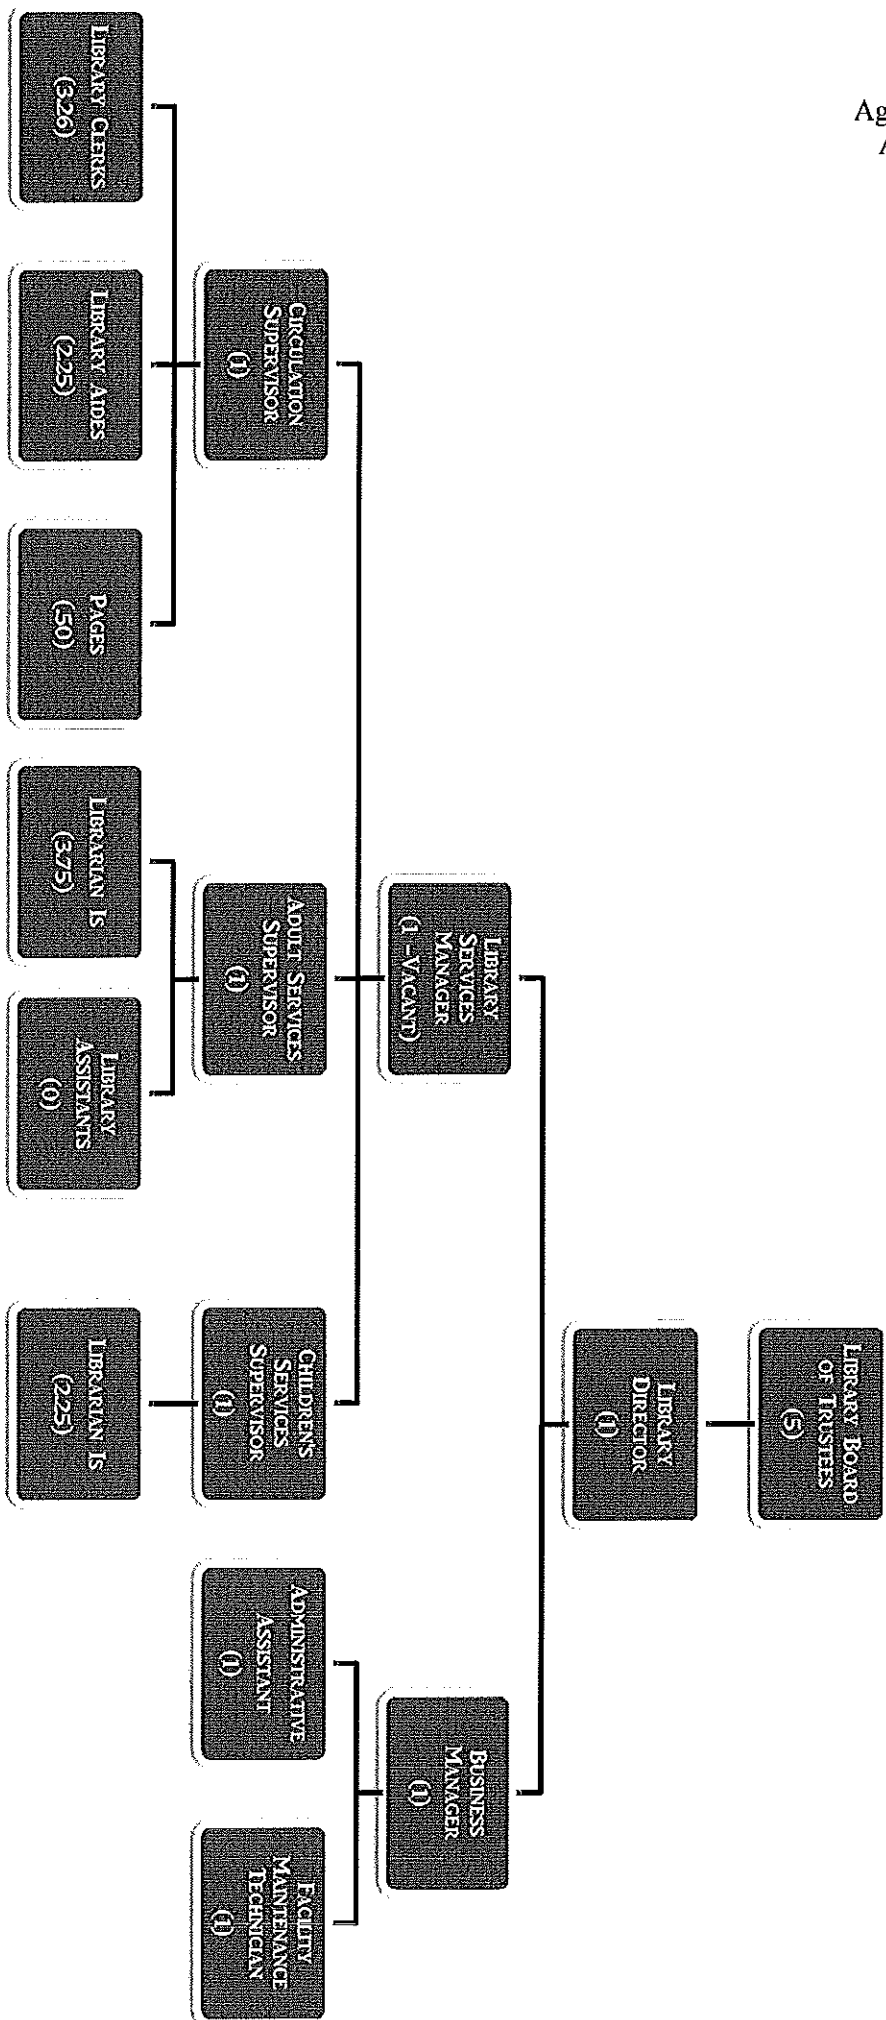 Ag
A
LIBRARY BOARD
OF TRUSTEES
(5)
LIBRARY
DIRECTOR
(1)
LIBRARY
SERVICES
MANAGER
(1 – VACANT)
BUSINESS
MANAGER
(1)
CIRCULATION
SUPERVISOR
(1)
ADULT SERVICES
SUPERVISOR
(1)
CHILDREN'S
SERVICES
SUPERVISOR
(1)
ADMINISTRATIVE
ASSISTANT
(1)
FACILITY
MAINTENANCE
TECHNICIAN
(1)
LIBRARY CLERKS
(3.26)
LIBRARY AIDES
(2.25)
PAGES
(.50)
LIBRARIAN IS
(3.75)
LIBRARY
ASSISTANTS
(0)
LIBRARIAN IS
(2.25)